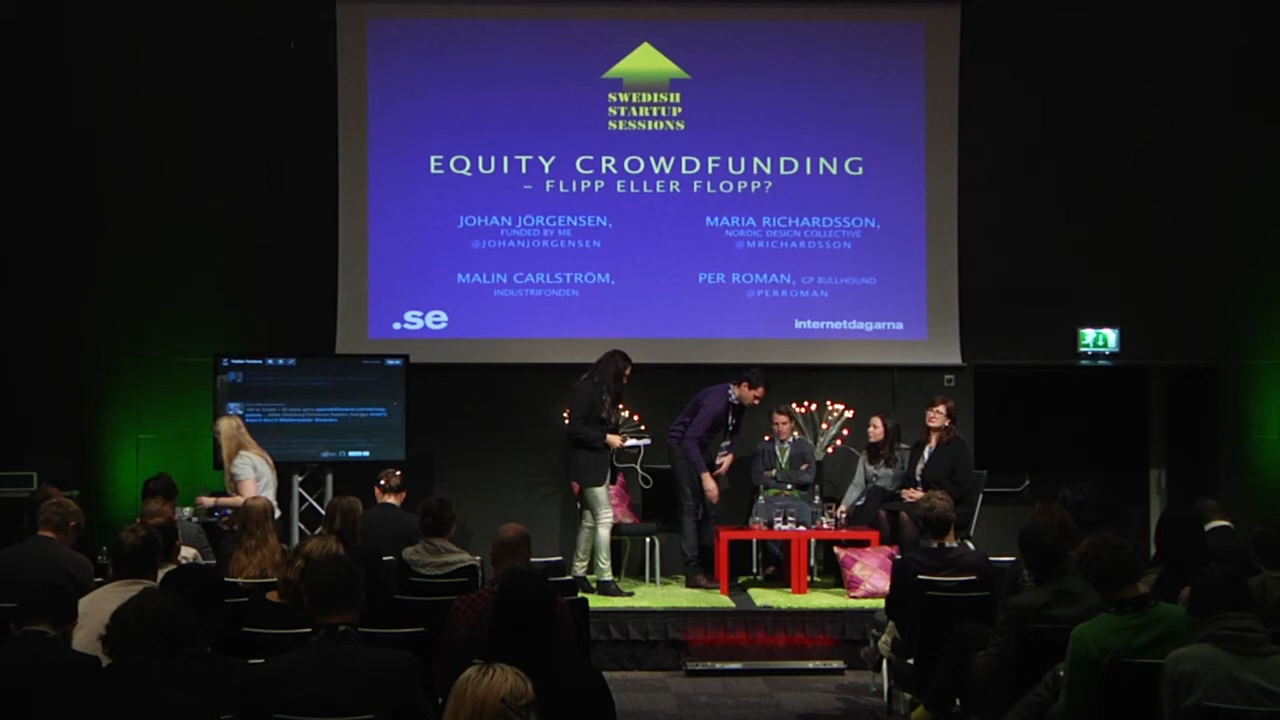 SWEDISH
STARTUP
SESSIONS
EQUITY CROWDFUNDING
– FLIPP ELLER FLOPP?
JOHAN JÖRGENSEN,
FUNDED BY ME
@JOHANJORGENSEN
MARIA RICHARDSSON,
NORDIC DESIGN COLLECTIVE
@MRICHARDSSON
MALIN CARLSTRÖM,
INDUSTRIFONDEN
PER ROMAN, GP BULLHOUND
@PERROMAN
.se
internetdagarna